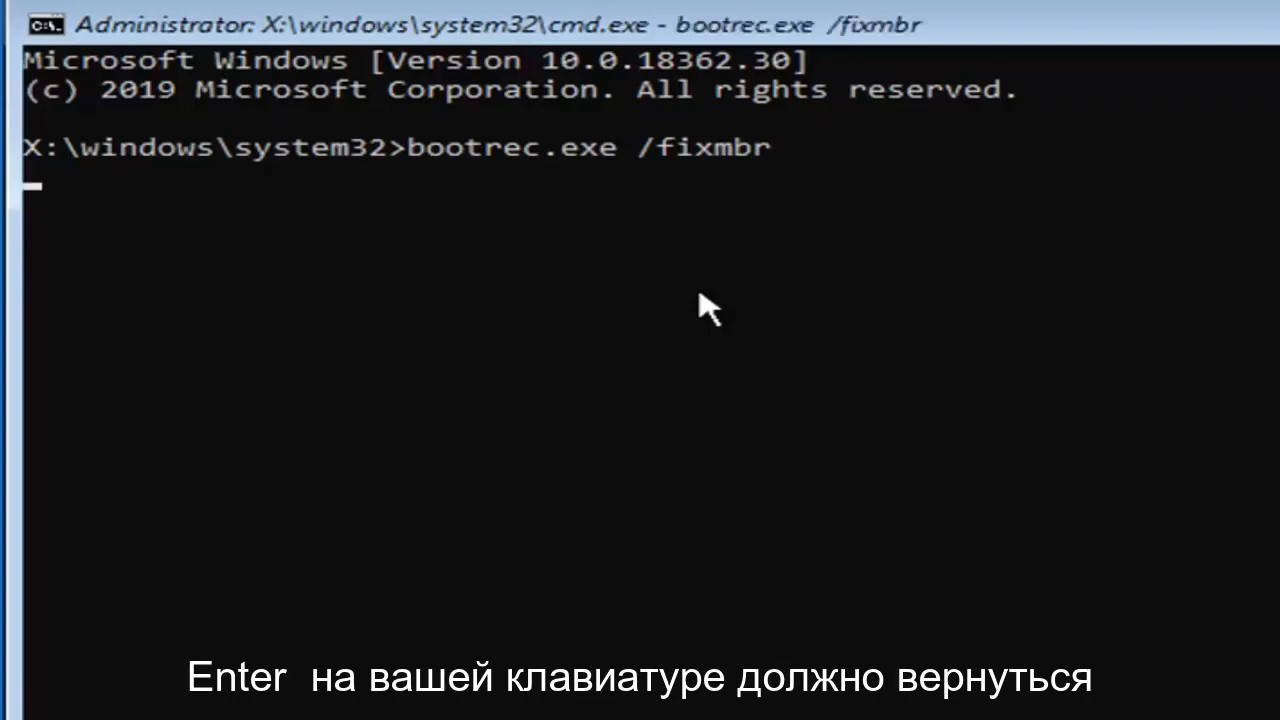 Administrator: X:\windows\system32\cmd.exe - bootrec.exe /fixmbr
Microsoft Windows [Version 10.0.18362.30]
(c) 2019 Microsoft Corporation. All rights reserved.
X:\windows\system32>bootrec.exe /fixmbr
Enter на вашей клавиатуре должно вернуться